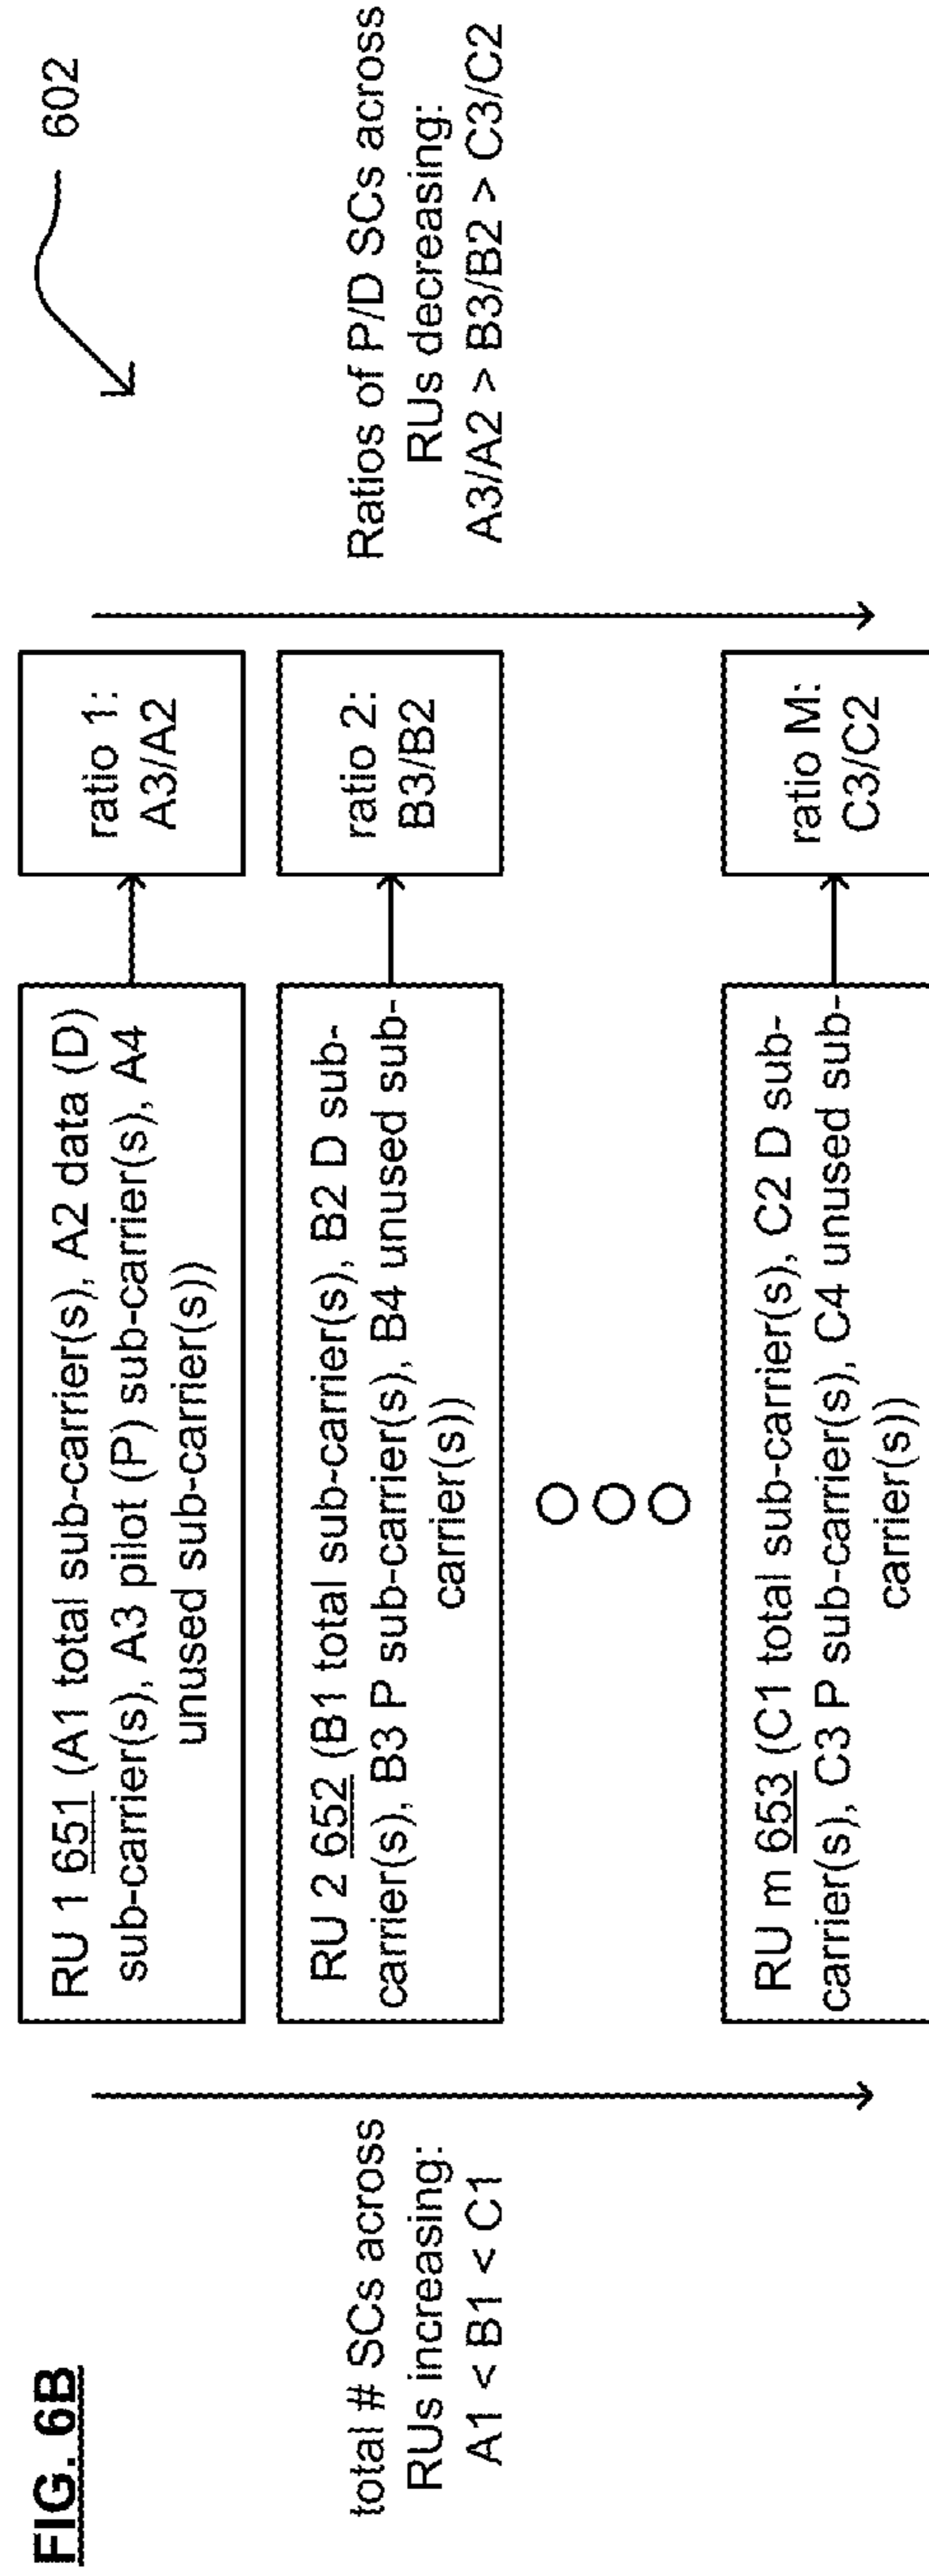 FIG. 6B
602
total # SCs across
RUs increasing:
A1 < B1 < C1
RU 1 651 (A1 total sub-carrier(s), A2 data (D)
sub-carrier(s), A3 pilot (P) sub-carrier(s), A4
unused sub-carrier(s))
ratio 1:
A3/A2
RU 2 652 (B1 total sub-carrier(s), B2 D sub-
carrier(s), B3 P sub-carrier(s), B4 unused sub-
carrier(s))
ratio 2:
B3/B2
RU m 653 (C1 total sub-carrier(s), C2 D sub-
carrier(s), C3 P sub-carrier(s), C4 unused sub-
carrier(s))
ratio M:
C3/C2
Ratios of P/D SCs across
RUs decreasing:
A3/A2 > B3/B2 > C3/C2